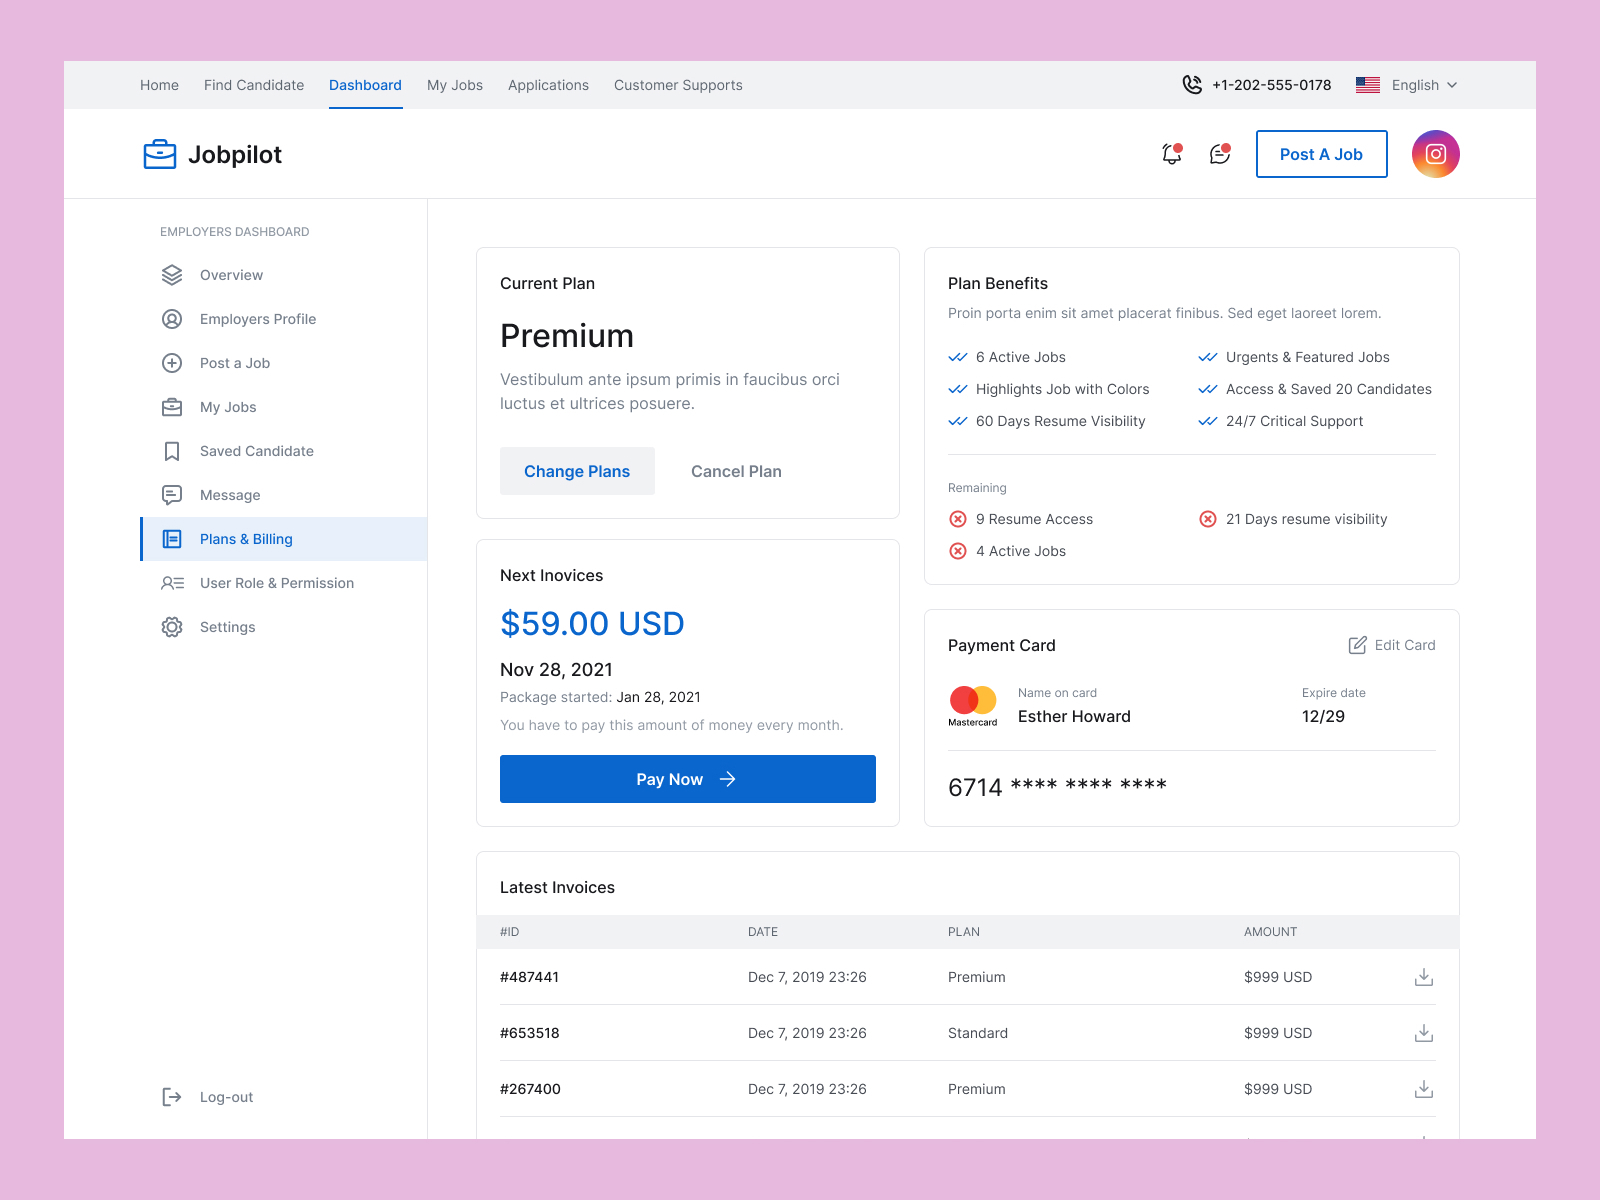 Home Find Candidate Dashboard My Jobs Applications Customer Supports +1-202-555-0178 English
Jobpilot Post A Job
EMPLOYERS DASHBOARD
Overview
Employers Profile
Post a Job
My Jobs
Saved Candidate
Message
Plans & Billing
User Role & Permission
Settings
Log-out
Current Plan
Premium
Vestibulum ante ipsum primis in faucibus orci
luctus et ultrices posuere.
Change Plans Cancel Plan
Plan Benefits
Proin porta enim sit amet placerat finibus. Sed eget laoreet lorem.
6 Active Jobs Urgents & Featured Jobs
Highlights Job with Colors Access & Saved 20 Candidates
60 Days Resume Visibility 24/7 Critical Support
Remaining
9 Resume Access 21 Days resume visibility
4 Active Jobs
Next Inovices
$59.00 USD
Nov 28, 2021
Package started: Jan 28, 2021
You have to pay this amount of money every month.
Pay Now
Payment Card Edit Card
Mastercard
Name on card Expire date
Esther Howard 12/29
6714 **** **** ****
Latest Invoices
#ID DATE PLAN AMOUNT
#487441 Dec 7, 2019 23:26 Premium $999 USD
#653518 Dec 7, 2019 23:26 Standard $999 USD
#267400 Dec 7, 2019 23:26 Premium $999 USD